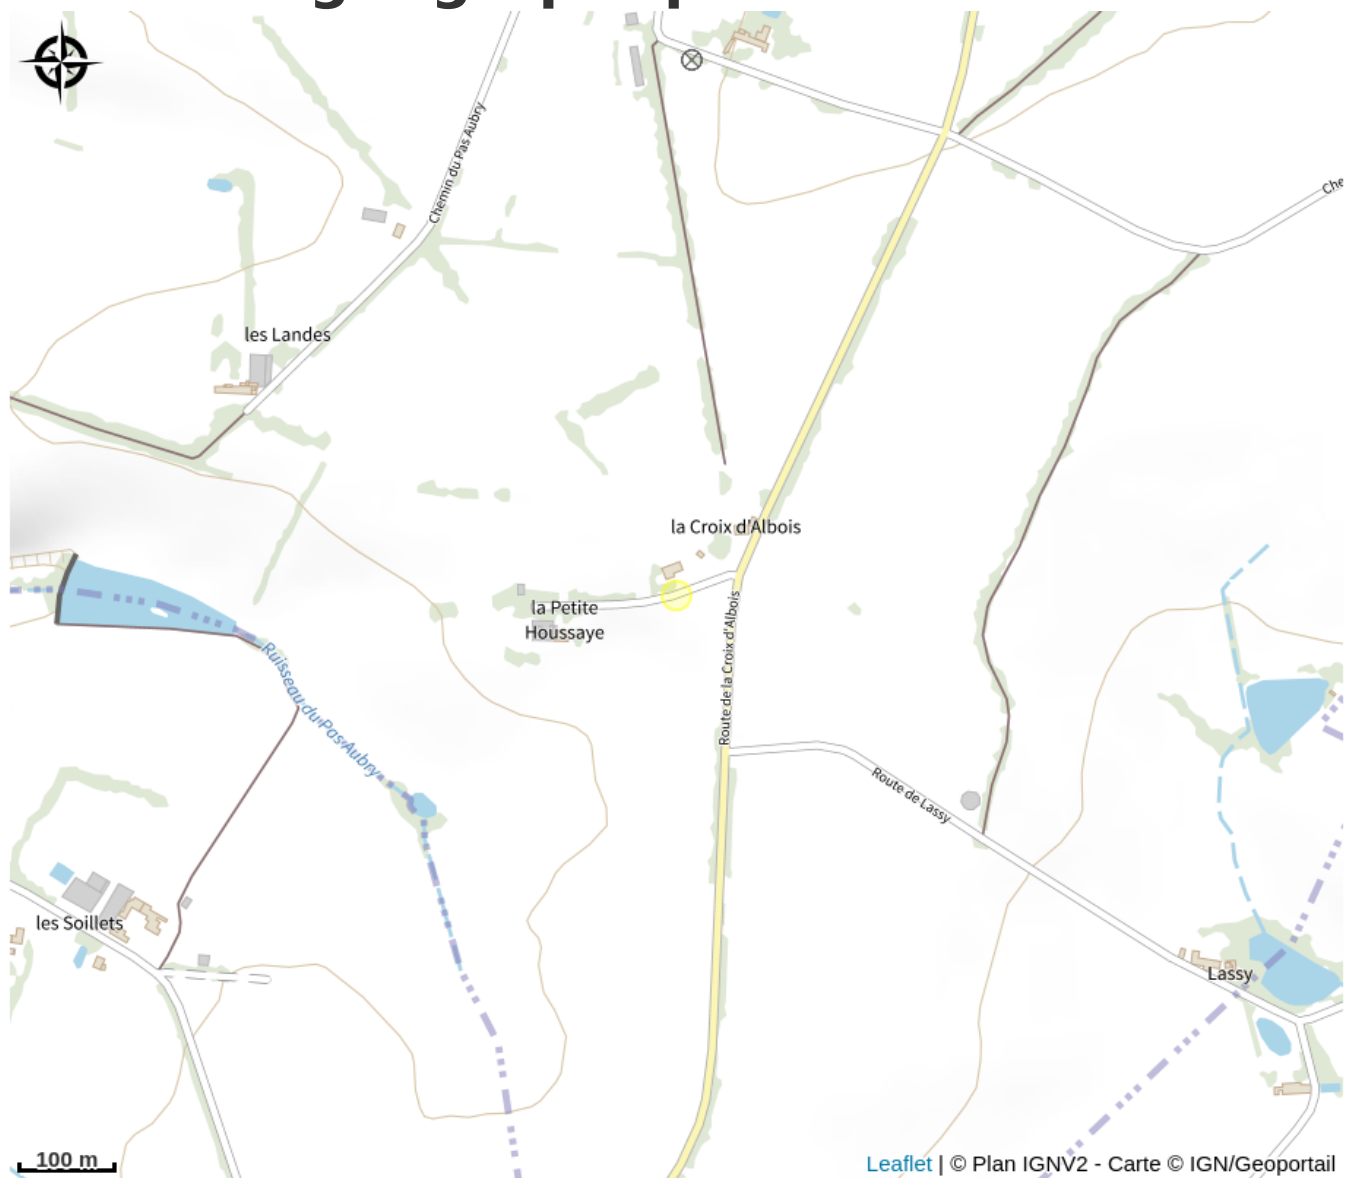 Chemin du Pas Aubry
Che
les Landes
la Croix d'Albois
la Petite
Houssaye
Route de la Croix d'Albois
Ruisseau du Pas Aubry
Route de Lassy
les Soillets
Lassy
100 m
Leaflet | © Plan IGNV2 - Carte © IGN/Geoportail